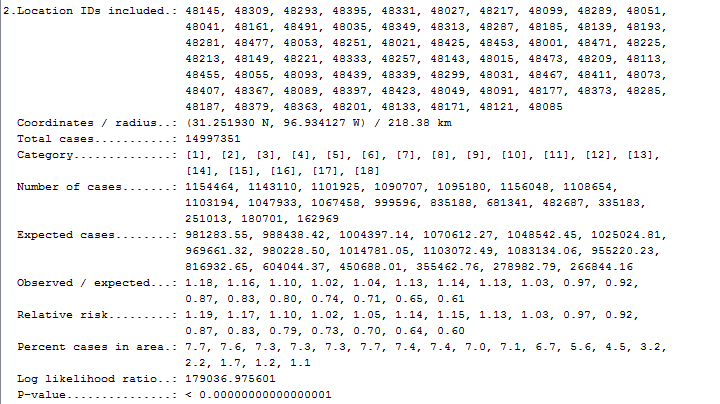 2.Location IDs included.: 48145, 48309, 48293, 48395, 48331, 48027, 48217, 48099, 48289, 48051,
48041, 48161, 48491, 48035, 48349, 48313, 48287, 48185, 48139, 48193,
48281, 48477, 48053, 48251, 48021, 48425, 48453, 48001, 48471, 48225,
48213, 48149, 48221, 48333, 48257, 48143, 48015, 48473, 48209, 48113,
48455, 48055, 48093, 48439, 48339, 48299, 48031, 48467, 48411, 48073,
48407, 48367, 48089, 48397, 48423, 48049, 48091, 48177, 48373, 48285,
48187, 48379, 48363, 48201, 48133, 48171, 48121, 48085
Coordinates / radius..: (31.251930 N, 96.934127 W) / 218.38 km
Total cases...........: 14997351
Category..............: [1], [2], [3], [4], [5], [6], [7], [8], [9], [10], [11], [12], [13],
[14], [15], [16], [17], [18]
Number of cases.......: 1154464, 1143110, 1101925, 1090707, 1095180, 1156048, 1108654,
1103194, 1047933, 1067458, 999596, 835188, 681341, 482687, 335183,
251013, 180701, 162969
Expected cases........: 981283.55, 988438.42, 1004397.14, 1070612.27, 1048542.45, 1025024.81,
969661.32, 980228.50, 1014781.05, 1103072.49, 1083134.06, 955220.23,
816932.65, 604044.37, 450688.01, 355462.76, 278982.79, 266844.16
Observed / expected...: 1.18, 1.16, 1.10, 1.02, 1.04, 1.13, 1.14, 1.13, 1.03, 0.97, 0.92,
0.87, 0.83, 0.80, 0.74, 0.71, 0.65, 0.61
Relative risk.........: 1.19, 1.17, 1.10, 1.02, 1.05, 1.14, 1.15, 1.13, 1.03, 0.97, 0.92,
0.87, 0.83, 0.79, 0.73, 0.70, 0.64, 0.60
Percent cases in area.: 7.7, 7.6, 7.3, 7.3, 7.3, 7.7, 7.4, 7.4, 7.0, 7.1, 6.7, 5.6, 4.5, 3.2,
2.2, 1.7, 1.2, 1.1
Log likelihood ratio..: 179036.975601
P-value...............: < 0.00000000000000001